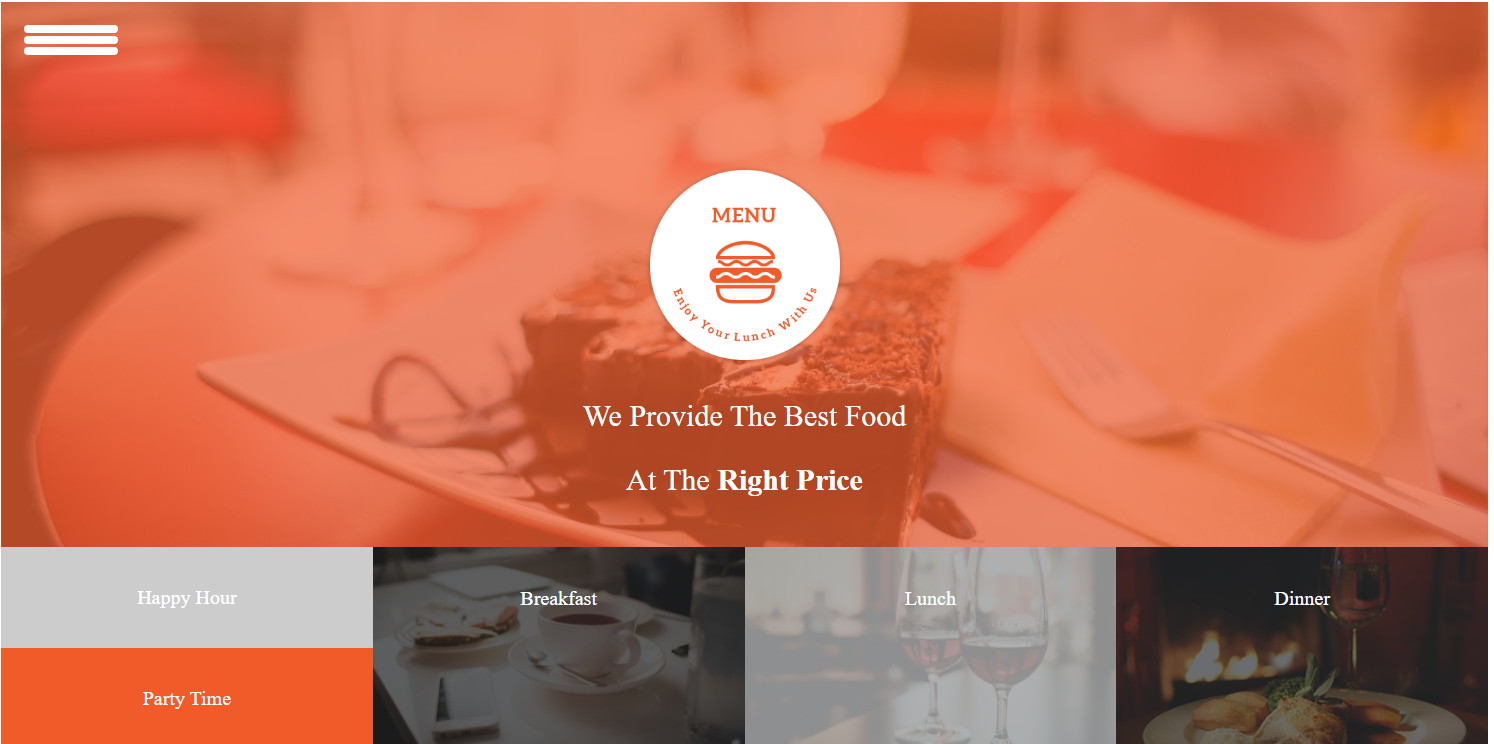 MENU
Enjoy Your Lunch With Us
We Provide The Best Food
At The Right Price
Happy Hour
Breakfast
Lunch
Dinner
Party Time